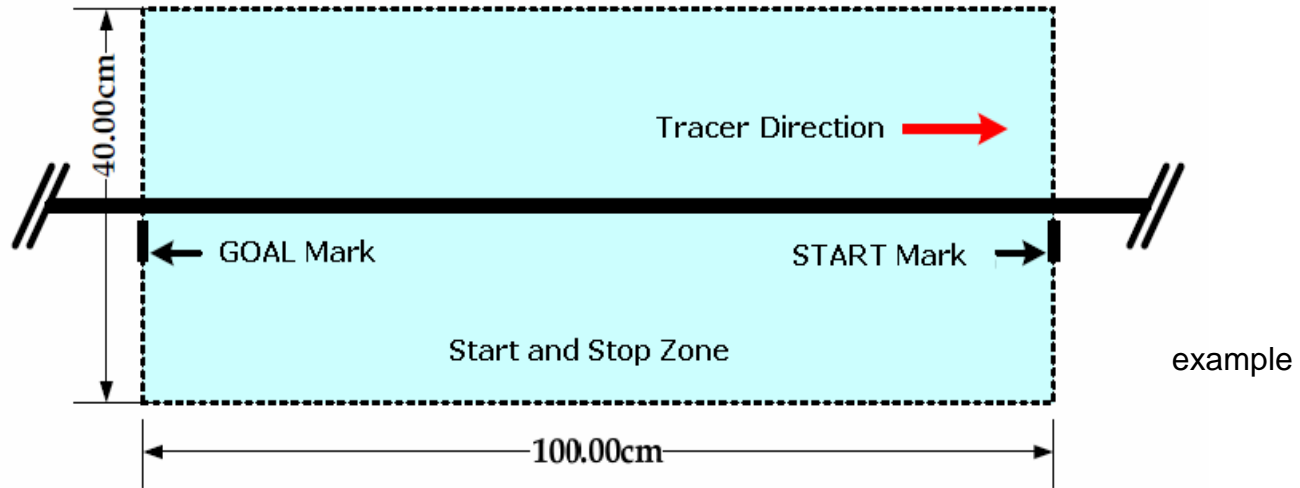 40.00cm
Tracer Direction
GOAL Mark
START Mark
Start and Stop Zone
example
100.00cm